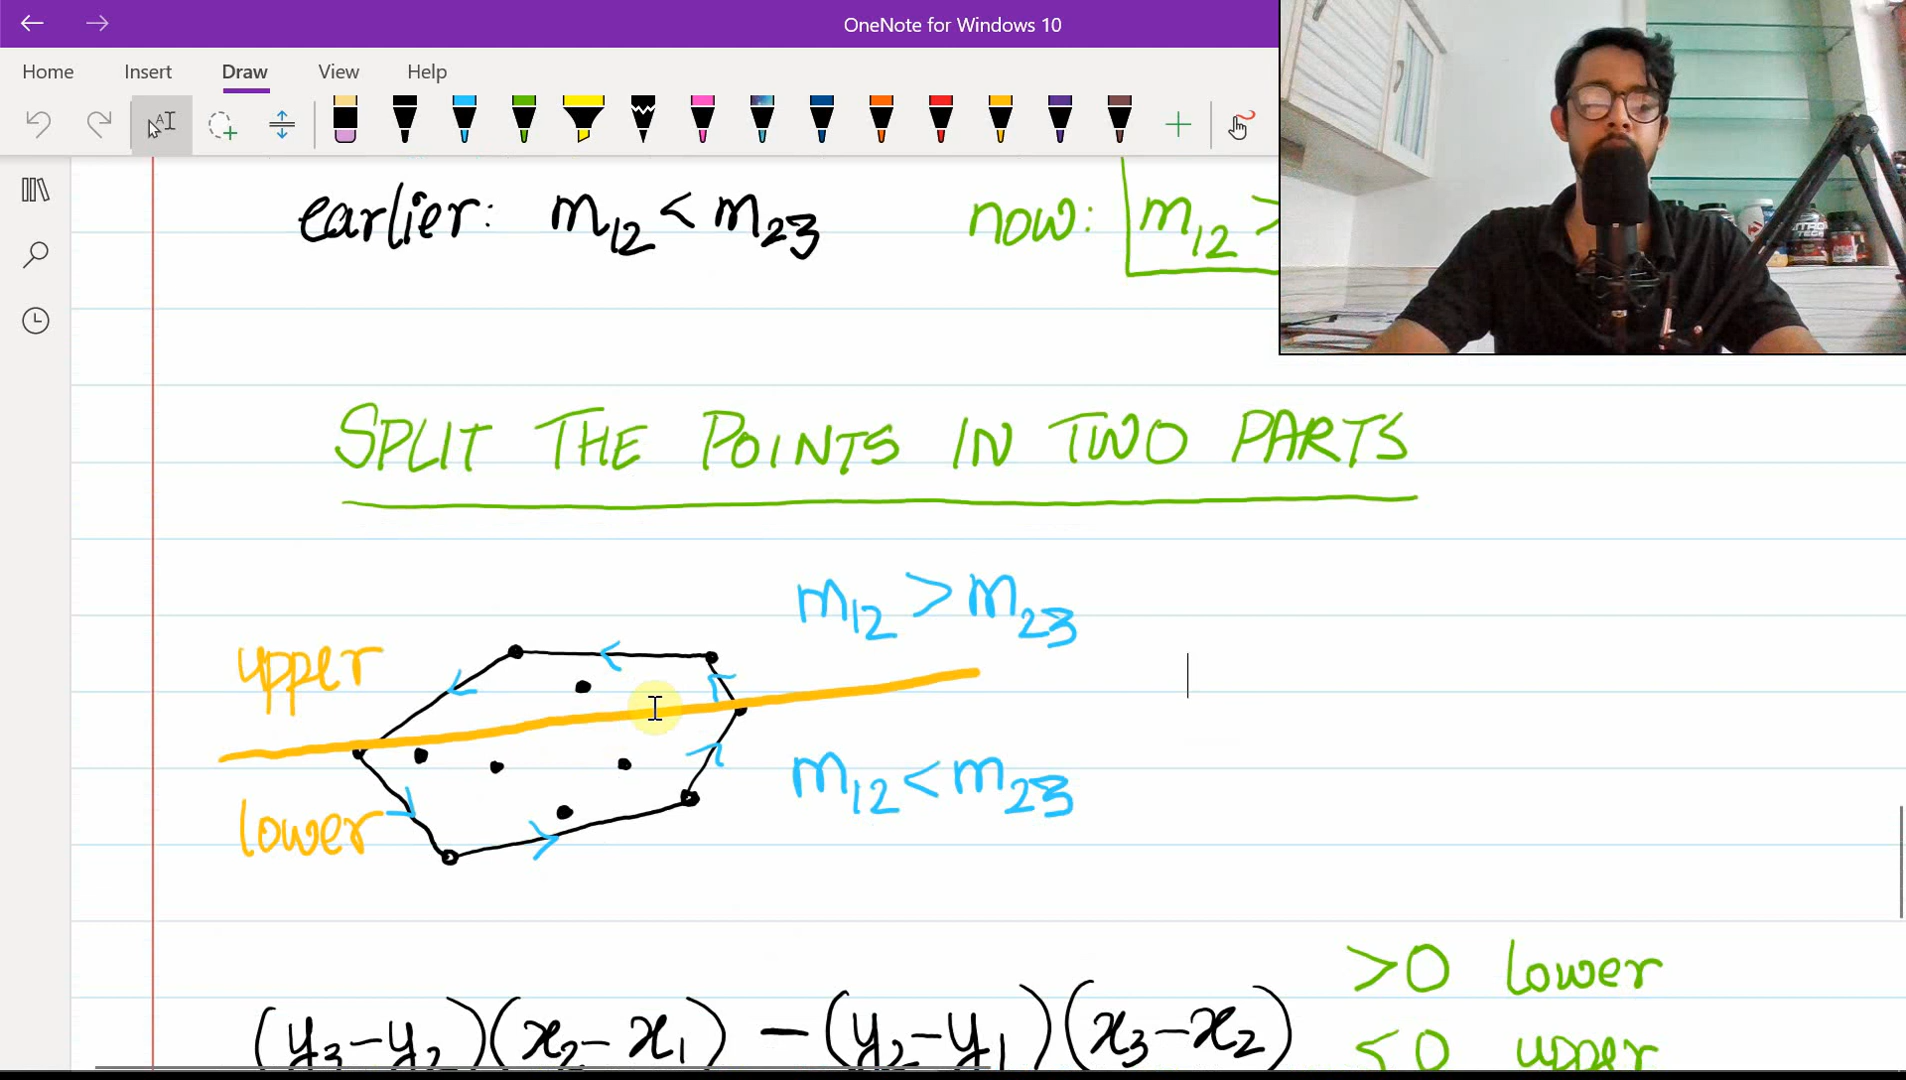 OneNote for Windows 10
Home Insert Draw View Help
earlier: m12 < m23
now: m12 >
SPLIT THE POINTS IN TWO PARTS
m12 > m23
upper
lower
m12 < m23
>0 lower
(y3-y2)(x2-x1) - (y2-y1)(x3-x2)
<0 upper